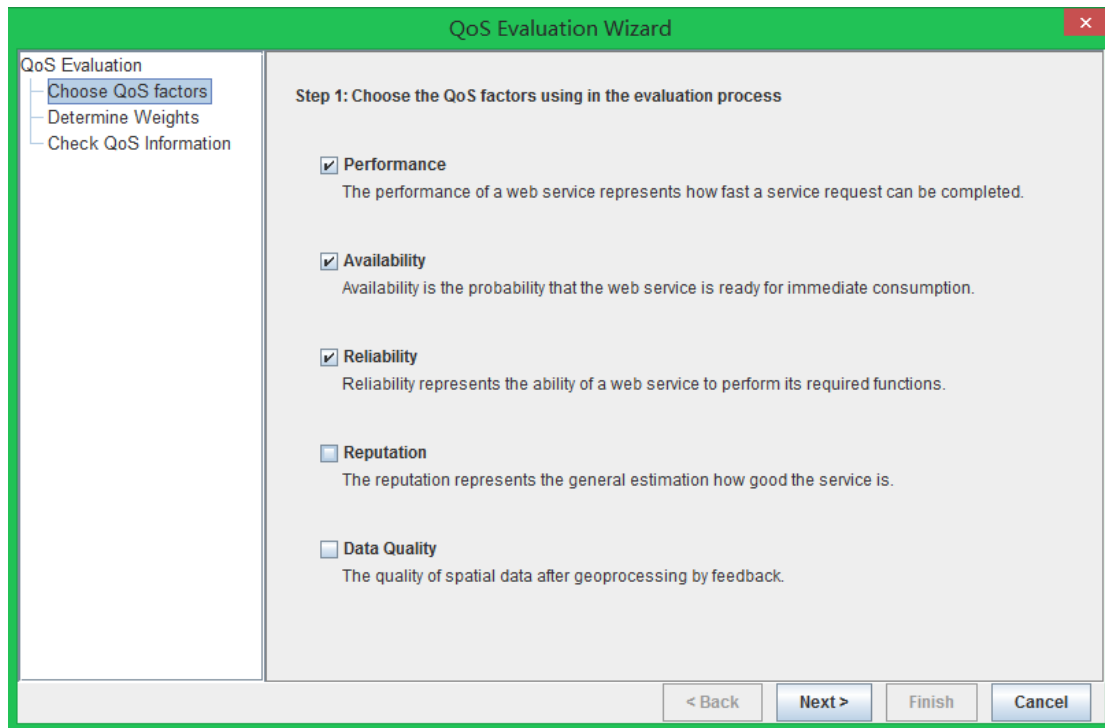 QoS Evaluation Wizard
QoS Evaluation
Choose QoS factors
Determine Weights
Check QoS Information
Step 1: Choose the QoS factors using in the evaluation process
Performance
The performance of a web service represents how fast a service request can be completed.
Availability
Availability is the probability that the web service is ready for immediate consumption.
Reliability
Reliability represents the ability of a web service to perform its required functions.
Reputation
The reputation represents the general estimation how good the service is.
Data Quality
The quality of spatial data after geoprocessing by feedback.
< Back Next > Finish Cancel